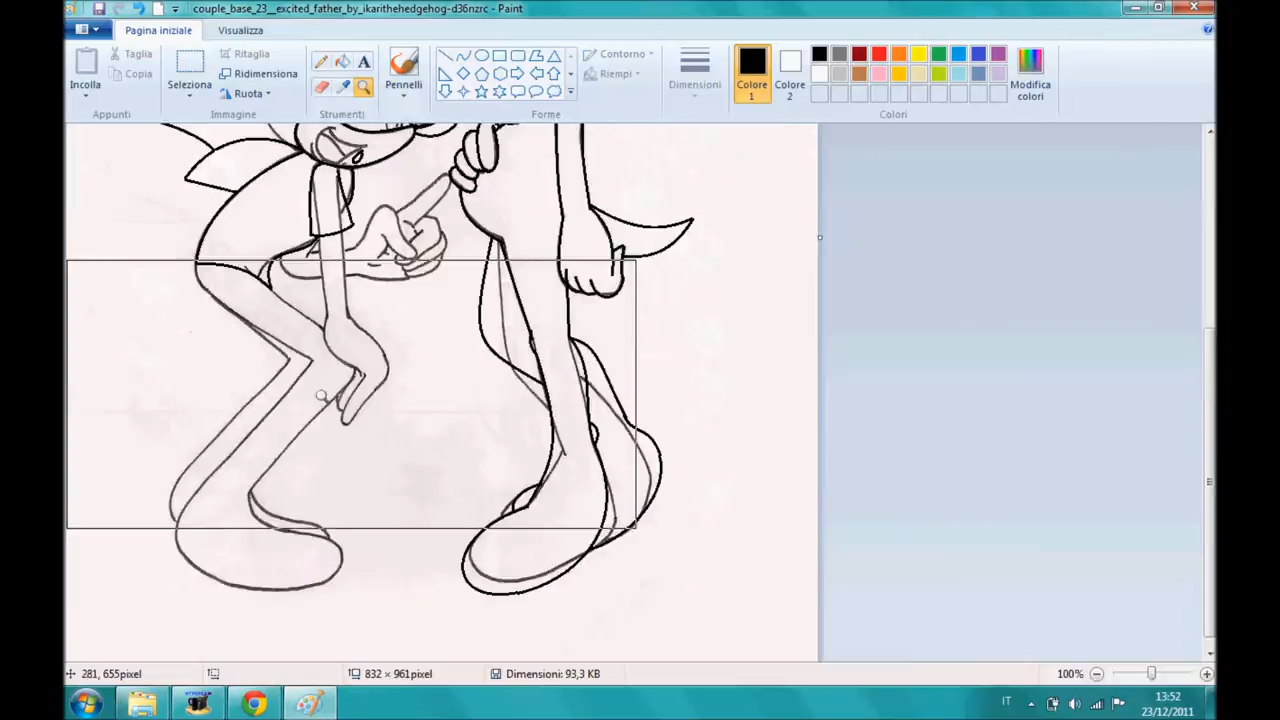 couple_base_23__excited_father_by_ikarithehedgehog-d36nzrc - Paint
Pagina iniziale Visualizza
Incolla
Taglia
Copia
Appunti
Seleziona
Ritaglia
Ridimensiona
Ruota
Immagine
A
Strumenti
Pennelli
Contorno
Riempi
Forme
Dimensioni
Colore 1
Colore 2
Modifica colori
Colori
281, 655pixel
832 × 961pixel
Dimensioni: 93,3 KB
100%
IT
13:52
23/12/2011